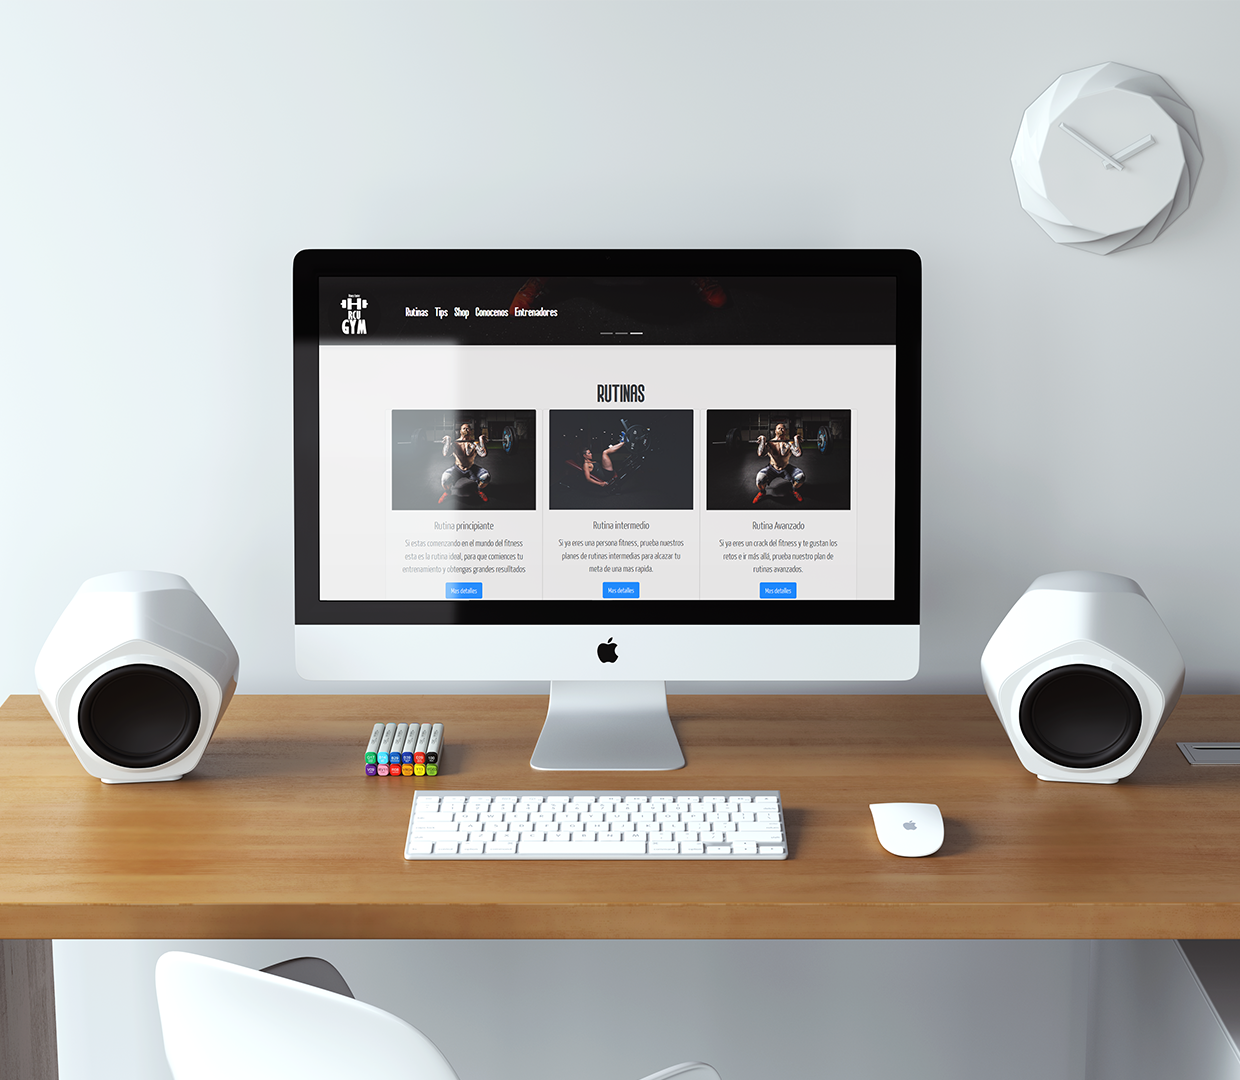 H
RCU
GYM
Rutinas Tips Shop Conocenos Entrenadores
RUTINAS
Rutina principiante
Si estas comenzando en el mundo del fitness
esta es la rutina ideal, para que comiences tu
entrenamiento y obtengas grandes resulltados
Mas detalles
Rutina intermedio
Si ya eres una persona fitness, prueba nuestros
planes de rutinas intermedias para alcazar tu
meta de una mas rapida.
Mas detalles
Rutina Avanzado
Si ya eres un crack del fitness y te gustan los
retos e ir más allá, prueba nuestro plan de
rutinas avanzados.
Mas detalles